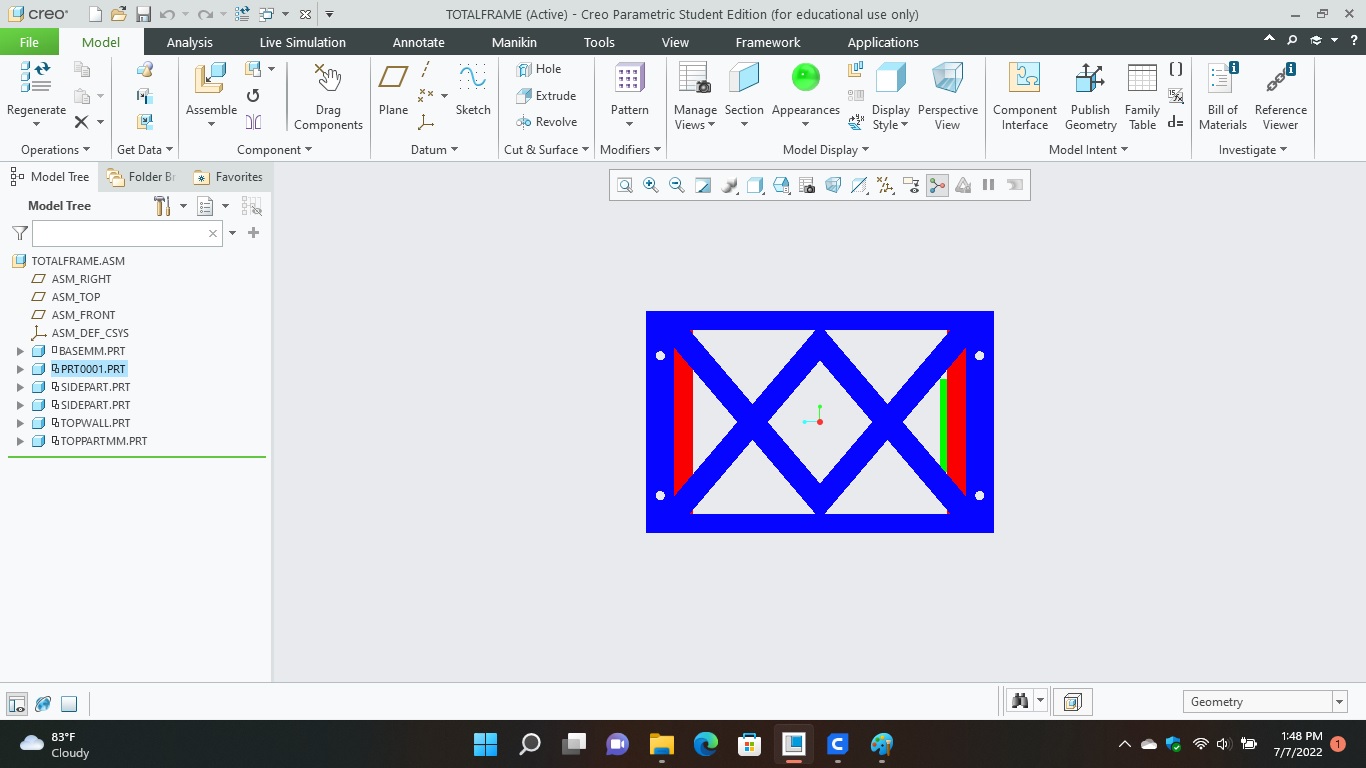 creo
TOTALFRAME (Active) - Creo Parametric Student Edition (for educational use only)
File Model Analysis Live Simulation Annotate Manikin Tools View Framework Applications
Regenerate
Assemble
Drag Components
Plane
Sketch
Hole
Extrude
Revolve
Pattern
Manage Views
Section
Appearances
Display Style
Perspective View
Component Interface
Publish Geometry
Family Table
d=
Bill of Materials
Reference Viewer
Operations Get Data Component Datum Cut & Surface Modifiers Model Display Model Intent Investigate
Model Tree Folder Br Favorites
Model Tree
TOTALFRAME.ASM
ASM_RIGHT
ASM_TOP
ASM_FRONT
ASM_DEF_CSYS
BASEMM.PRT
PRT0001.PRT
SIDEPART.PRT
SIDEPART.PRT
TOPWALL.PRT
TOPPARTMM.PRT
Geometry
83°F
Cloudy
1:48 PM
7/7/2022
1